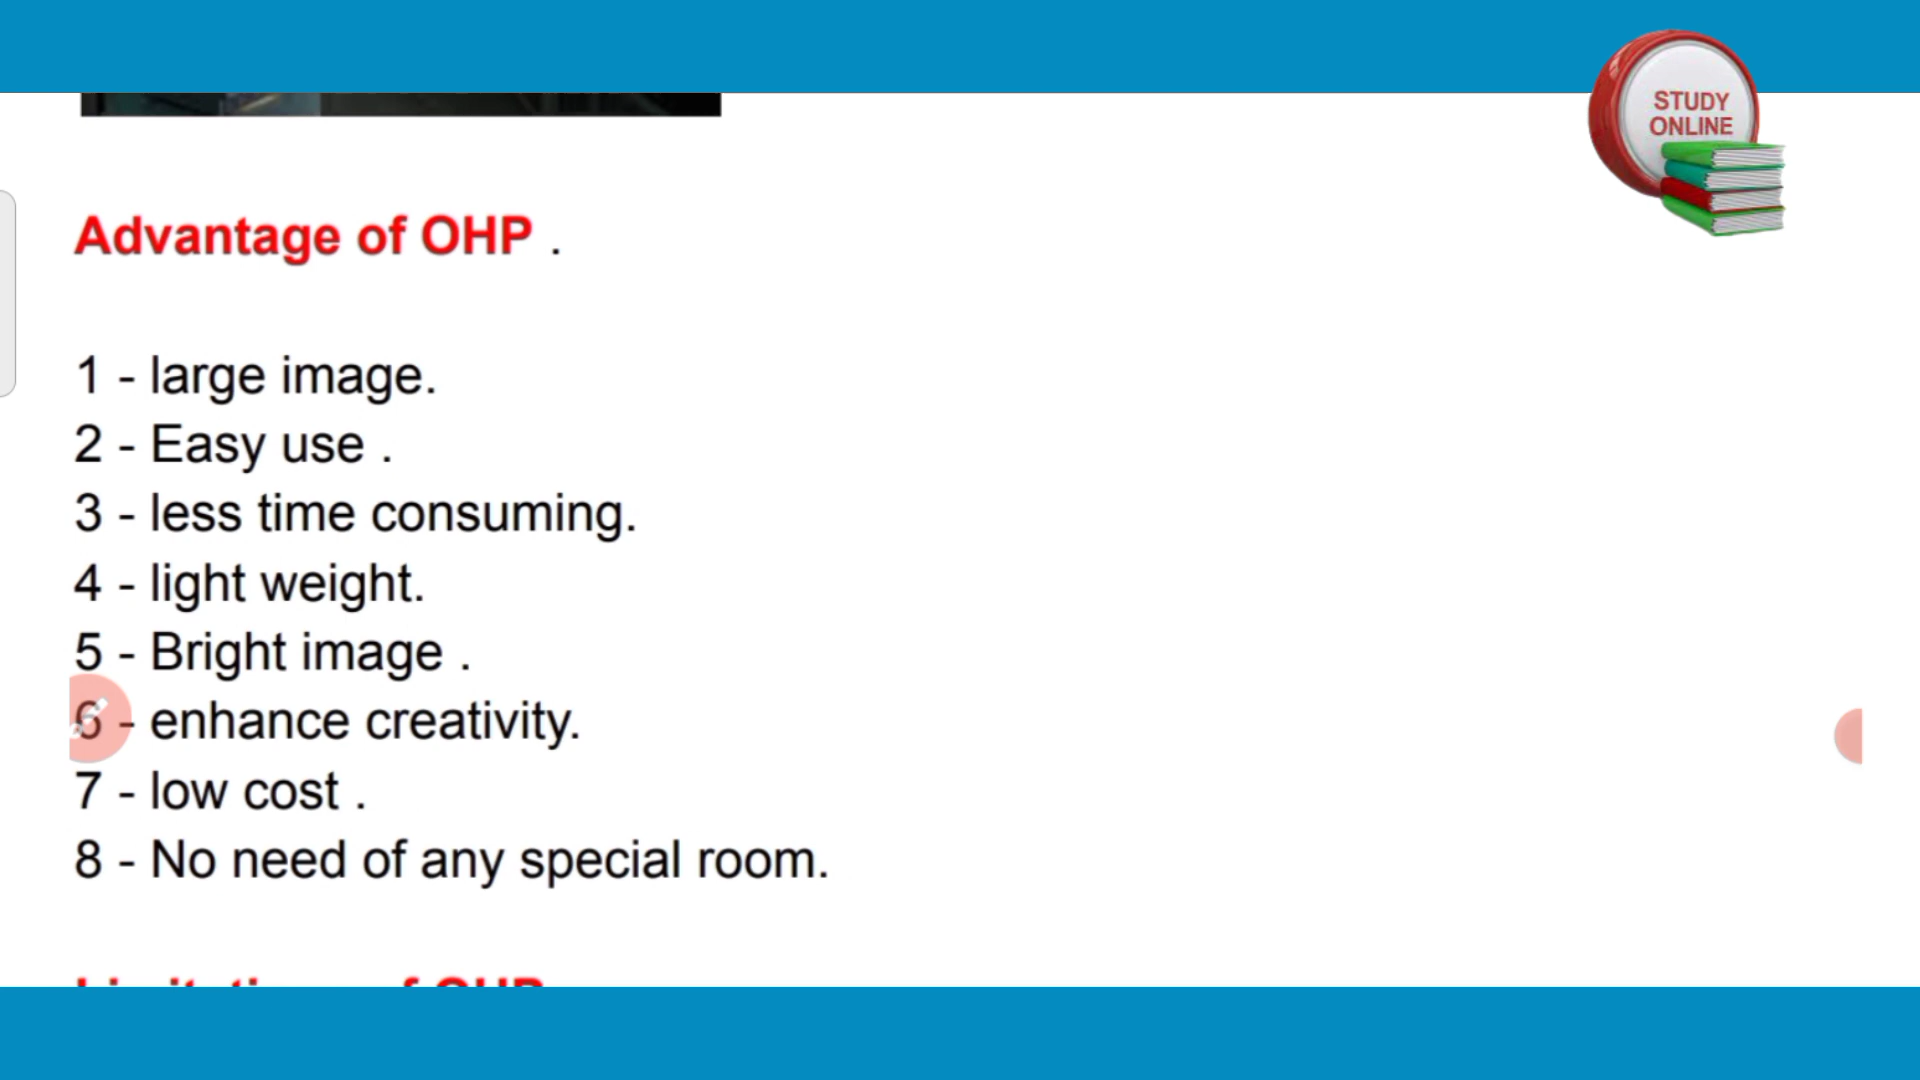 STUDY
ONLINE
Advantage of OHP .
1 - large image.
2 - Easy use .
3 - less time consuming.
4 - light weight.
5 - Bright image .
6 - enhance creativity.
7 - low cost .
8 - No need of any special room.